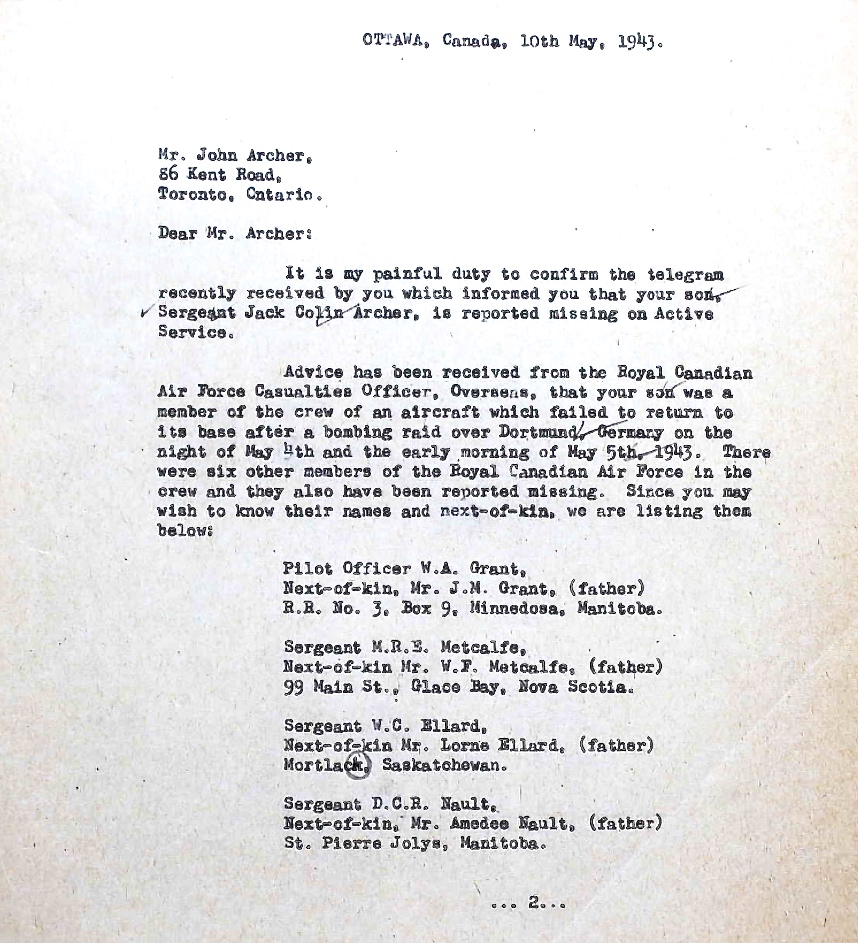 OTTAWA, Canada, 10th May, 1943.
Mr. John Archer,
86 Kent Road,
Toronto, Ontario.
Dear Mr. Archer:
It is my painful duty to confirm the telegram
recently received by you which informed you that your son,
Sergeant Jack Colin Archer, is reported missing on Active
Service.
Advice has been received from the Royal Canadian
Air Force Casualties Officer, Overseas, that your son was a
member of the crew of an aircraft which failed to return to
its base after a bombing raid over Dortmund, Germany on the
night of May 4th and the early morning of May 5th, 1943. There
were six other members of the Royal Canadian Air Force in the
crew and they also have been reported missing. Since you may
wish to know their names and next-of-kin, we are listing them
below:
Pilot Officer W.A. Grant,
Next-of-kin, Mr. J.M. Grant, (father)
R.R. No. 3, Box 9, Minnedosa, Manitoba.
Sergeant M.R.E. Metcalfe,
Next-of-kin Mr. W.F. Metcalfe, (father)
99 Main St., Glace Bay, Nova Scotia.
Sergeant W.C. Ellard,
Next-of-kin Mr. Lorne Ellard, (father)
Mortlack, Saskatchewan.
Sergeant D.C.R. Nault,
Next-of-kin, Mr. Amedee Nault, (father)
St. Pierre Jolys, Manitoba.
... 2...